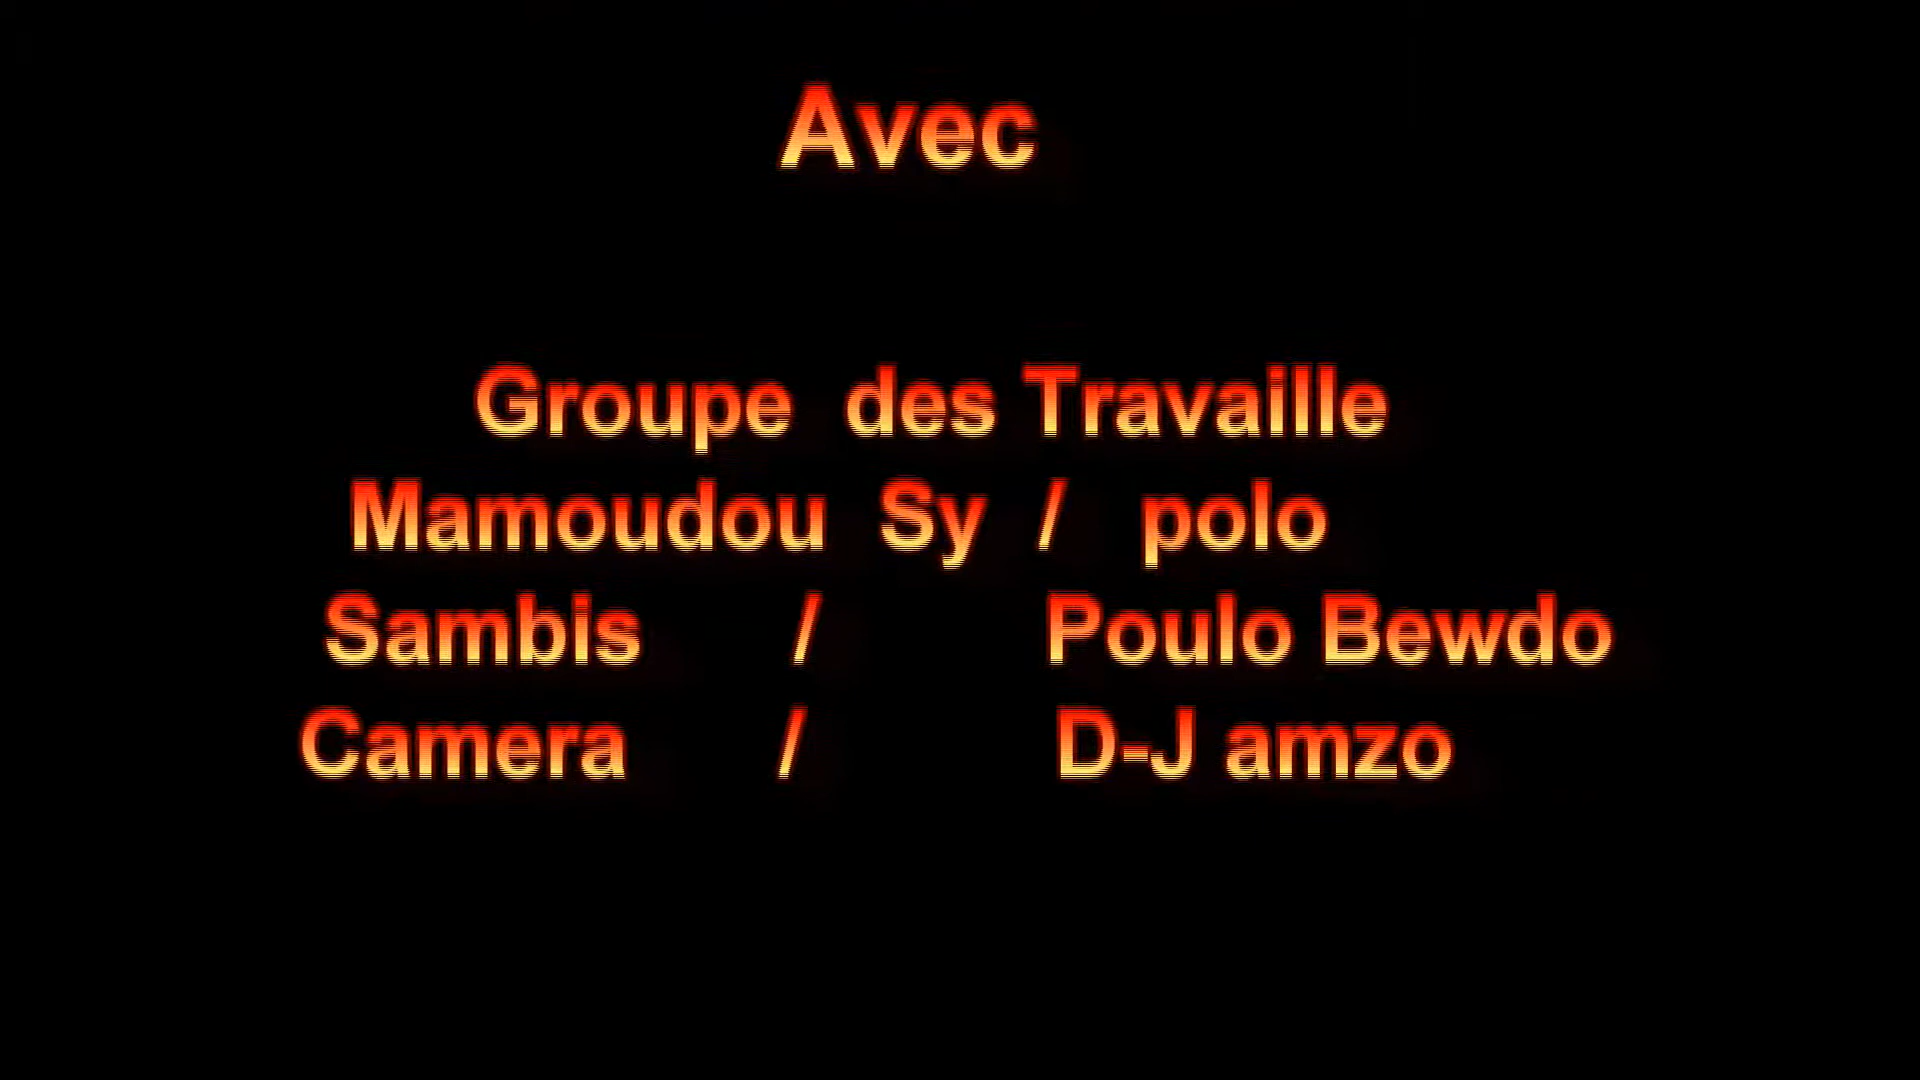 Avec
Groupe des Travaille
Mamoudou Sy / polo
Sambis / Poulo Bewdo
Camera / D-J amzo